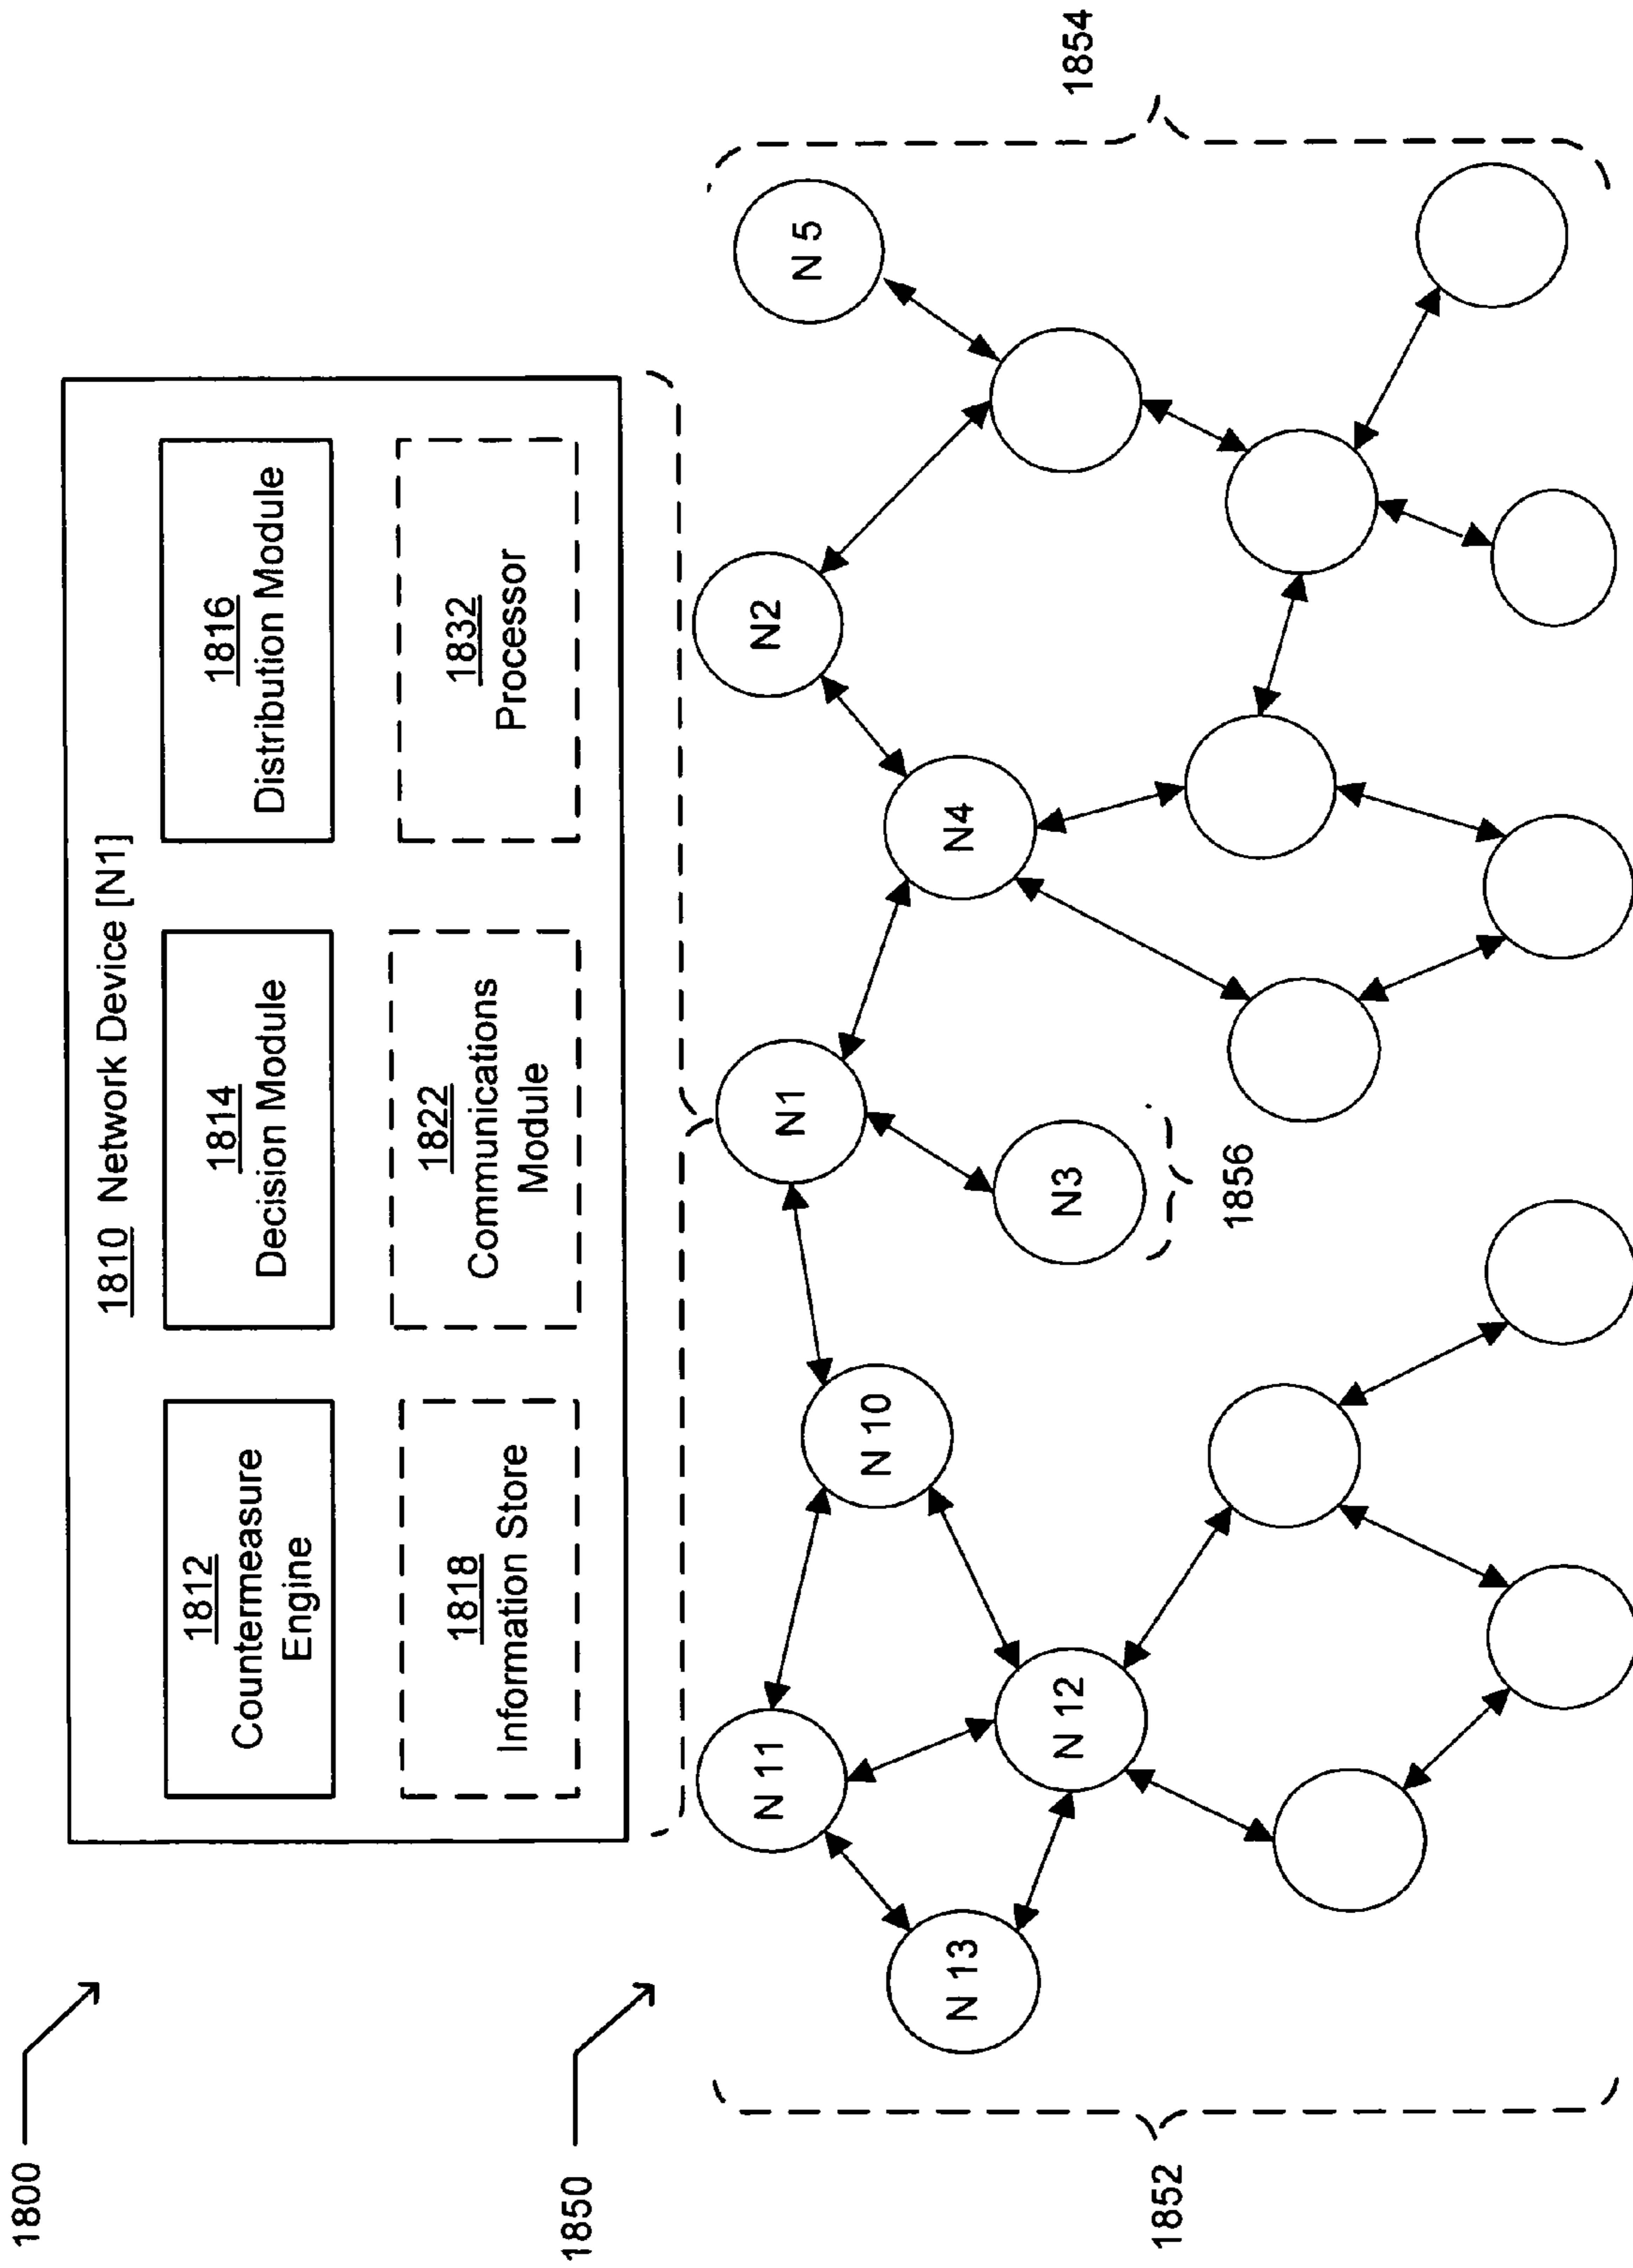 1800
1810 Network Device [N1]
1812
Countermeasure
Engine
1814
Decision Module
1816
Distribution Module
1818
Information Store
1822
Communications
Module
1832
Processor
1850
N 11
N2
N1
N 5
N 10
N 13
N4
N 12
N3
1852
1856
1854